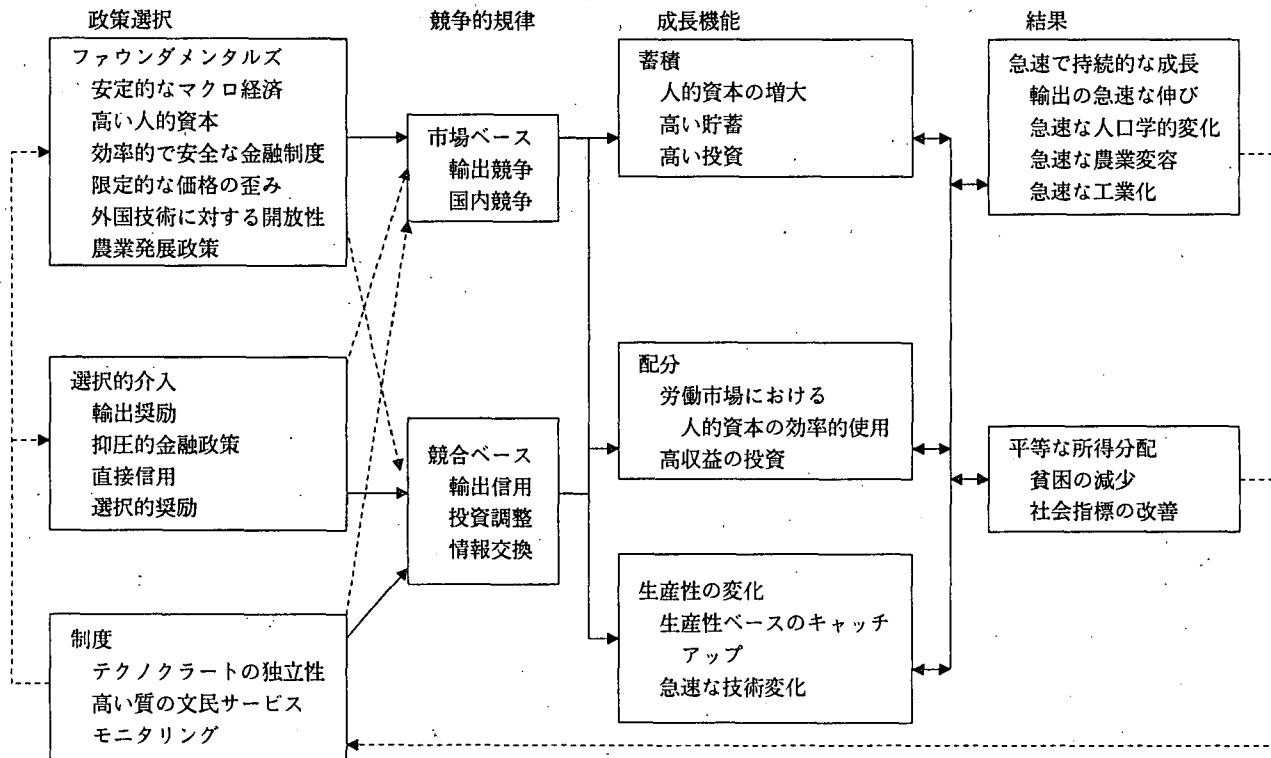 政策選択
ファウンダメンタルズ
安定的なマクロ経済
高い人的資本
効率的で安全な金融制度
限定的な価格の歪み
外国技術に対する開放性
農業発展政策
選択的介入
輸出奨励
抑圧的金融政策
直接信用
選択的奨励
制度
テクノクラートの独立性
高い質の文民サービス
モニタリング
競争的規律
市場ベース
輸出競争
国内競争
競合ベース
輸出信用
投資調整
情報交換
成長機能
蓄積
人的資本の増大
高い貯蓄
高い投資
配分
労働市場における
人的資本の効率的使用
高収益の投資
生産性の変化
生産性ベースのキャッチ
アップ
急速な技術変化
結果
急速で持続的な成長
輸出の急速な伸び
急速な人口学的変化
急速な農業変容
急速な工業化
平等な所得分配
貧困の減少
社会指標の改善